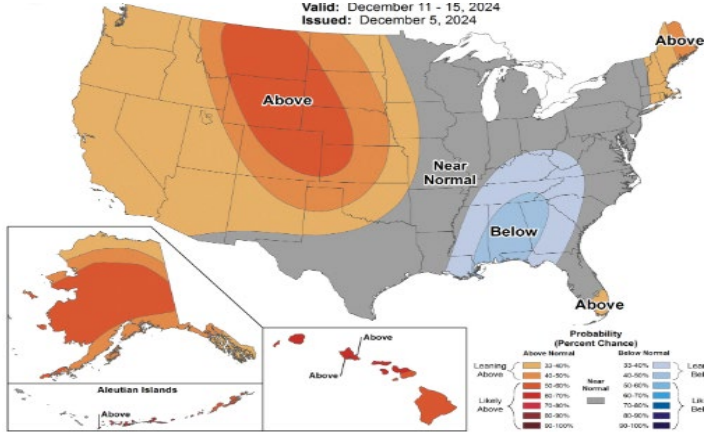 Valid: December 11 - 15, 2024
Issued: December 5, 2024
Above
Above
Near
Normal
Below
Above
Above
Above
Aleutian Islands
Above
Probability
(Percent Chance)
Above Normal
Below Normal
Leaning
Above
33-40%
40-50%
50-60%
Likely
Above
60-70%
70-80%
80-90%
90-100%
Near
Normal
33-40%
40-50%
50-60%
60-70%
70-80%
80-90%
90-100%